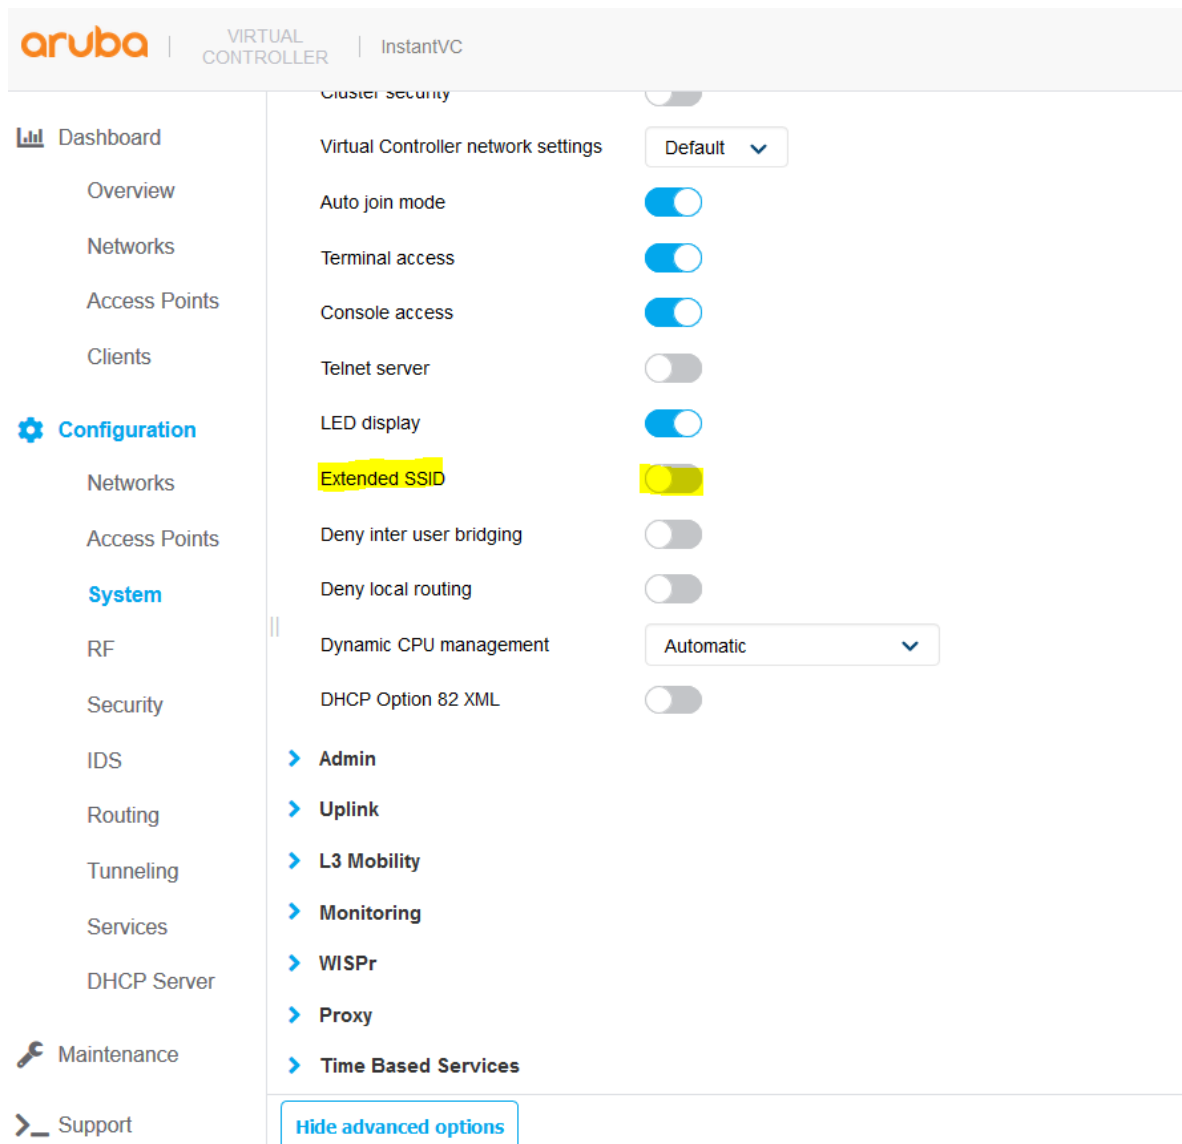 aruba
VIRTUAL
CONTROLLER
InstantVC
Dashboard
Overview
Networks
Access Points
Clients
Configuration
Networks
Access Points
System
RF
Security
IDS
Routing
Tunneling
Services
DHCP Server
Maintenance
Support
Cluster security
Virtual Controller network settings
Default
Auto join mode
Terminal access
Console access
Telnet server
LED display
Extended SSID
Deny inter user bridging
Deny local routing
Dynamic CPU management
Automatic
DHCP Option 82 XML
Admin
Uplink
L3 Mobility
Monitoring
WISPr
Proxy
Time Based Services
Hide advanced options